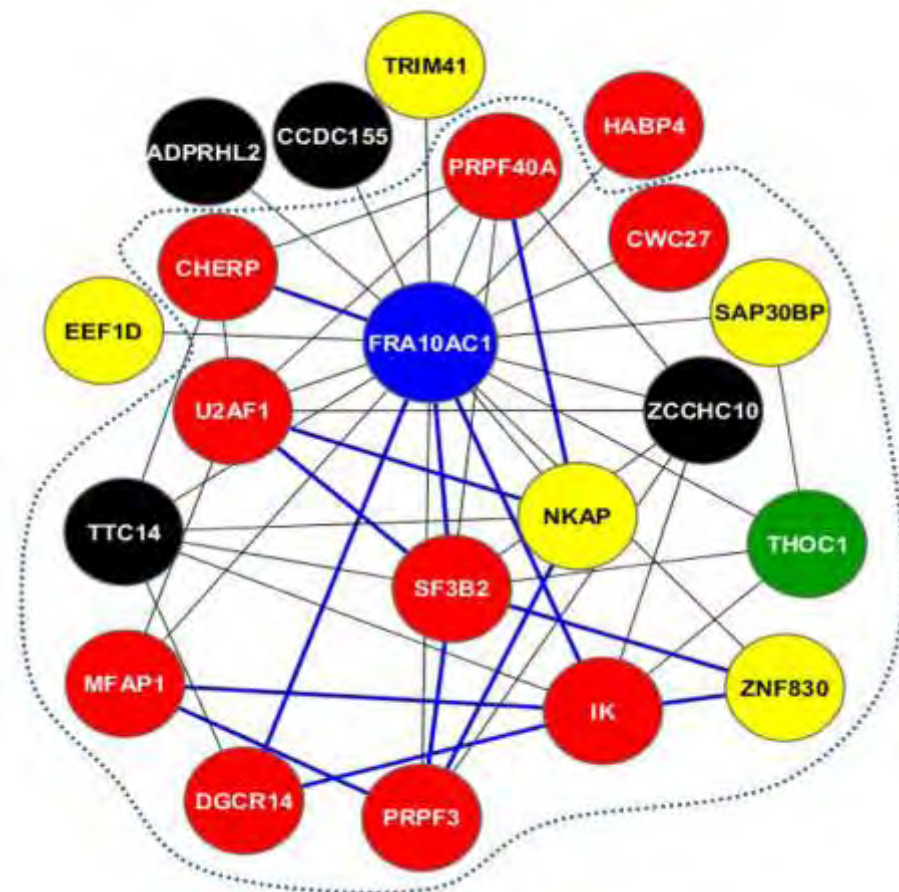 TRIM41
HABP4
CCDC155
ADPRHL2
PRPF40A
CWC27
CHERP
SAP30BP
EEF1D
FRA10AC1
U2AF1
ZCCHC10
NKAP
TTC14
THOC1
SF3B2
MFAP1
ZNF830
IK
DGCR14
PRPF3